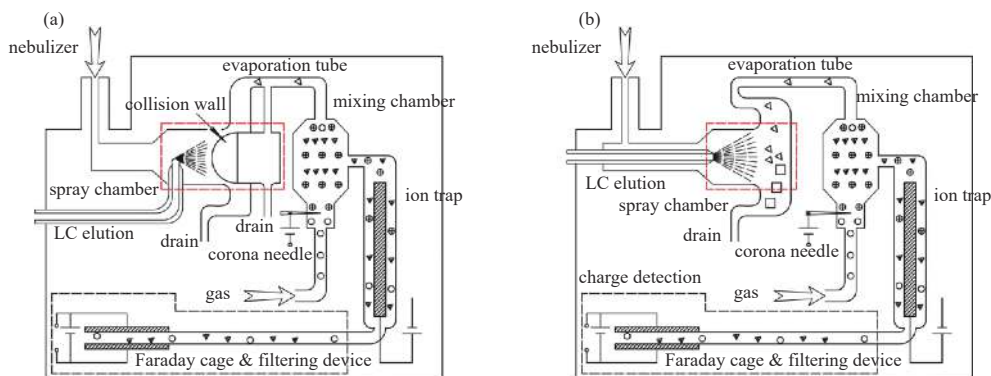 (a)
nebulizer
evaporation tube
collision wall
mixing chamber
spray chamber
ion trap
LC elution
drain
drain
corona needle
gas
Faraday cage & filtering device
(b)
nebulizer
evaporation tube
mixing chamber
LC elution
spray chamber
ion trap
drain
corona needle
charge detection
gas
Faraday cage & filtering device